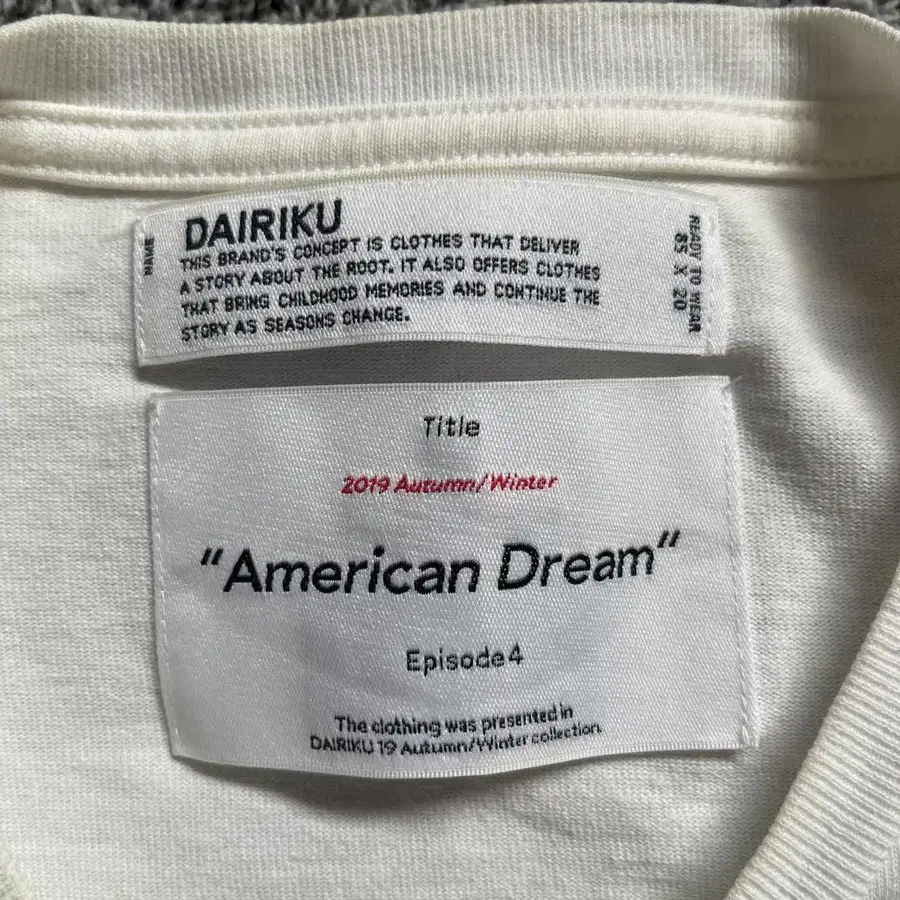 NAME
DAIRIKU
THIS BRAND'S CONCEPT IS CLOTHES THAT DELIVER
A STORY ABOUT THE ROOT. IT ALSO OFFERS CLOTHES
THAT BRING CHILDHOOD MEMORIES AND CONTINUE THE
STORY AS SEASONS CHANGE.
READY TO WEAR
85 X 20
Title
2019 Autumn/Winter
“American Dream“
Episode4
The clothing was presented in
DAIRIKU 19 Autumn/Winter collection.